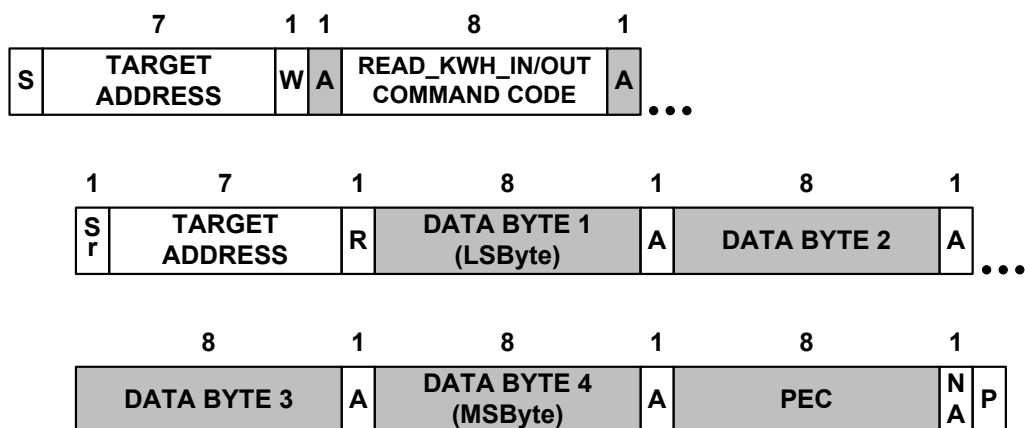 7 1 1 8 1
S TARGET ADDRESS W A READ_KWH_IN/OUT COMMAND CODE A •••
1 7 1 8 1 8 1
Sr TARGET ADDRESS R DATA BYTE 1 (LSByte) A DATA BYTE 2 A •••
8 1 8 1 8 1
DATA BYTE 3 A DATA BYTE 4 (MSByte) A PEC NA P